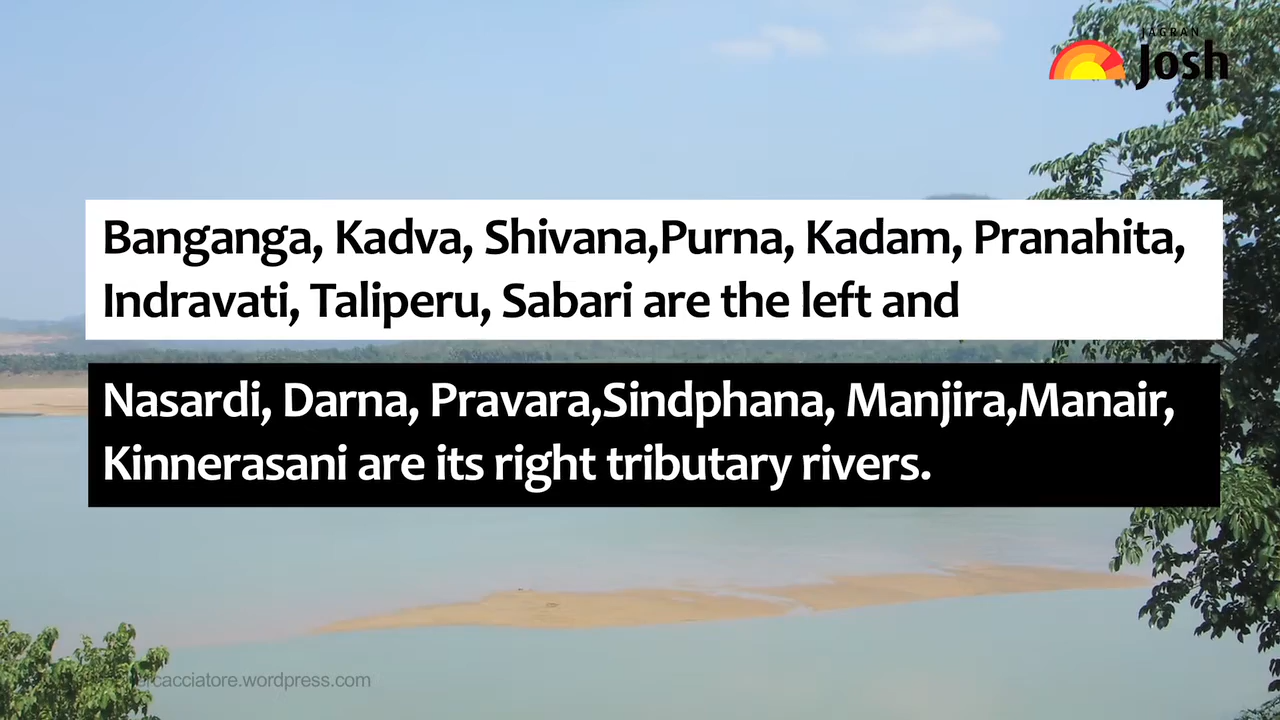 JAGRAN
Josh
Banganga, Kadva, Shivana,Purna, Kadam, Pranahita,
Indravati, Taliperu, Sabari are the left and
Nasardi, Darna, Pravara,Sindphana, Manjira,Manair,
Kinnerasani are its right tributary rivers.
ercacciatore.wordpress.com